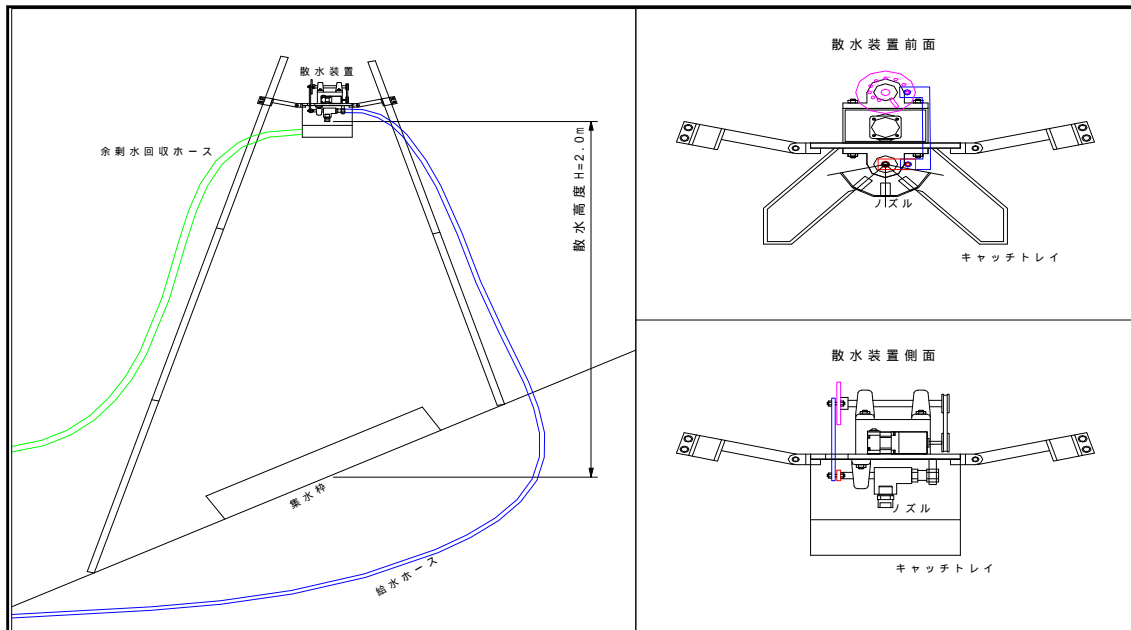 散水装置
余剰水回収ホース
散水高度H=2.0m
集水枠
給水ホース
散水装置前面
ノズル
キャッチトレイ
散水装置側面
ノズル
キャッチトレイ